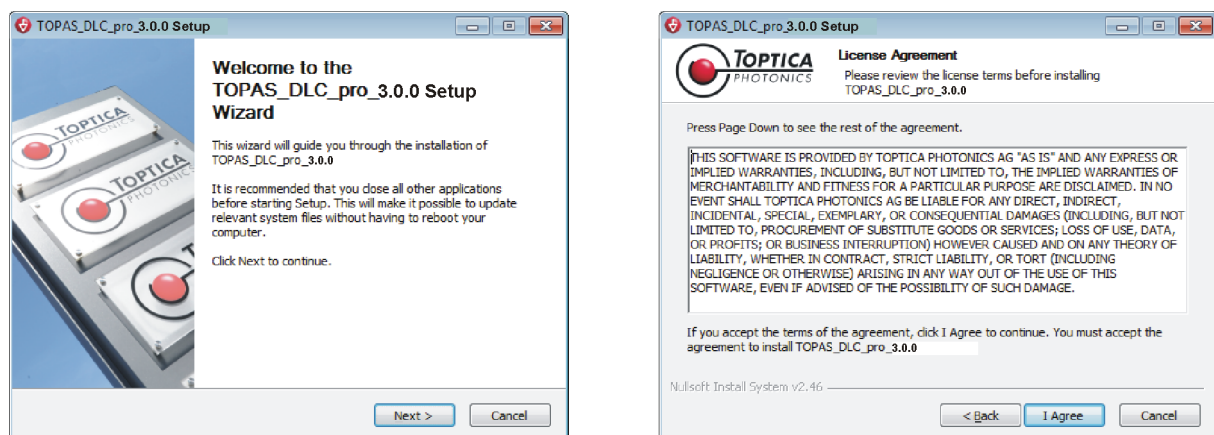 TOPAS_DLC_pro_3.0.0 Setup
TOPTICA
PHOTONICS
TOPTICA
PHOTONICS
Welcome to the
TOPAS_DLC_pro_3.0.0 Setup
Wizard
This wizard will guide you through the installation of
TOPAS_DLC_pro_3.0.0
It is recommended that you close all other applications
before starting Setup. This will make it possible to update
relevant system files without having to reboot your
computer.
Click Next to continue.
Next >
Cancel
TOPAS_DLC_pro_3.0.0 Setup
TOPTICA
PHOTONICS
License Agreement
Please review the license terms before installing
TOPAS_DLC_pro_3.0.0
Press Page Down to see the rest of the agreement.
THIS SOFTWARE IS PROVIDED BY TOPTICA PHOTONICS AG "AS IS" AND ANY EXPRESS OR
IMPLIED WARRANTIES, INCLUDING, BUT NOT LIMITED TO, THE IMPLIED WARRANTIES OF
MERCHANTABILITY AND FITNESS FOR A PARTICULAR PURPOSE ARE DISCLAIMED. IN NO
EVENT SHALL TOPTICA PHOTONICS AG BE LIABLE FOR ANY DIRECT, INDIRECT,
INCIDENTAL, SPECIAL, EXEMPLARY, OR CONSEQUENTIAL DAMAGES (INCLUDING, BUT NOT
LIMITED TO, PROCUREMENT OF SUBSTITUTE GOODS OR SERVICES; LOSS OF USE, DATA,
OR PROFITS; OR BUSINESS INTERRUPTION) HOWEVER CAUSED AND ON ANY THEORY OF
LIABILITY, WHETHER IN CONTRACT, STRICT LIABILITY, OR TORT (INCLUDING
NEGLIGENCE OR OTHERWISE) ARISING IN ANY WAY OUT OF THE USE OF THIS
SOFTWARE, EVEN IF ADVISED OF THE POSSIBILITY OF SUCH DAMAGE.
If you accept the terms of the agreement, click I Agree to continue. You must accept the
agreement to install TOPAS_DLC_pro_3.0.0
Nullsoft Install System v2.46
< Back
I Agree
Cancel